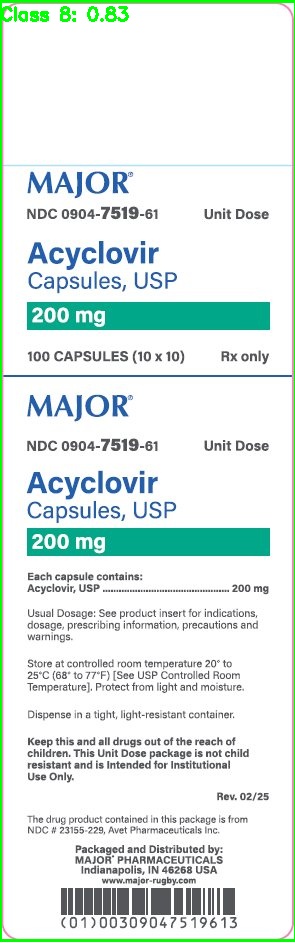 Class 8: 0.83
MAJOR®
NDC 0904-7519-61 Unit Dose
Acyclovir
Capsules, USP
200 mg
100 CAPSULES (10 x 10) Rx only
MAJOR®
NDC 0904-7519-61 Unit Dose
Acyclovir
Capsules, USP
200 mg
Each capsule contains:
Acyclovir, USP ................................................ 200 mg
Usual Dosage: See product insert for indications,
dosage, prescribing information, precautions and
warnings.
Store at controlled room temperature 20° to
25°C (68° to 77°F) [See USP Controlled Room
Temperature]. Protect from light and moisture.
Dispense in a tight, light-resistant container.
Keep this and all drugs out of the reach of
children. This Unit Dose package is not child
resistant and is Intended for Institutional
Use Only.
Rev. 02/25
The drug product contained in this package is from
NDC # 23155-229, Avet Pharmaceuticals Inc.
Packaged and Distributed by:
MAJOR® PHARMACEUTICALS
Indianapolis, IN 46268 USA
www.major-rugby.com
(01)00309047519613